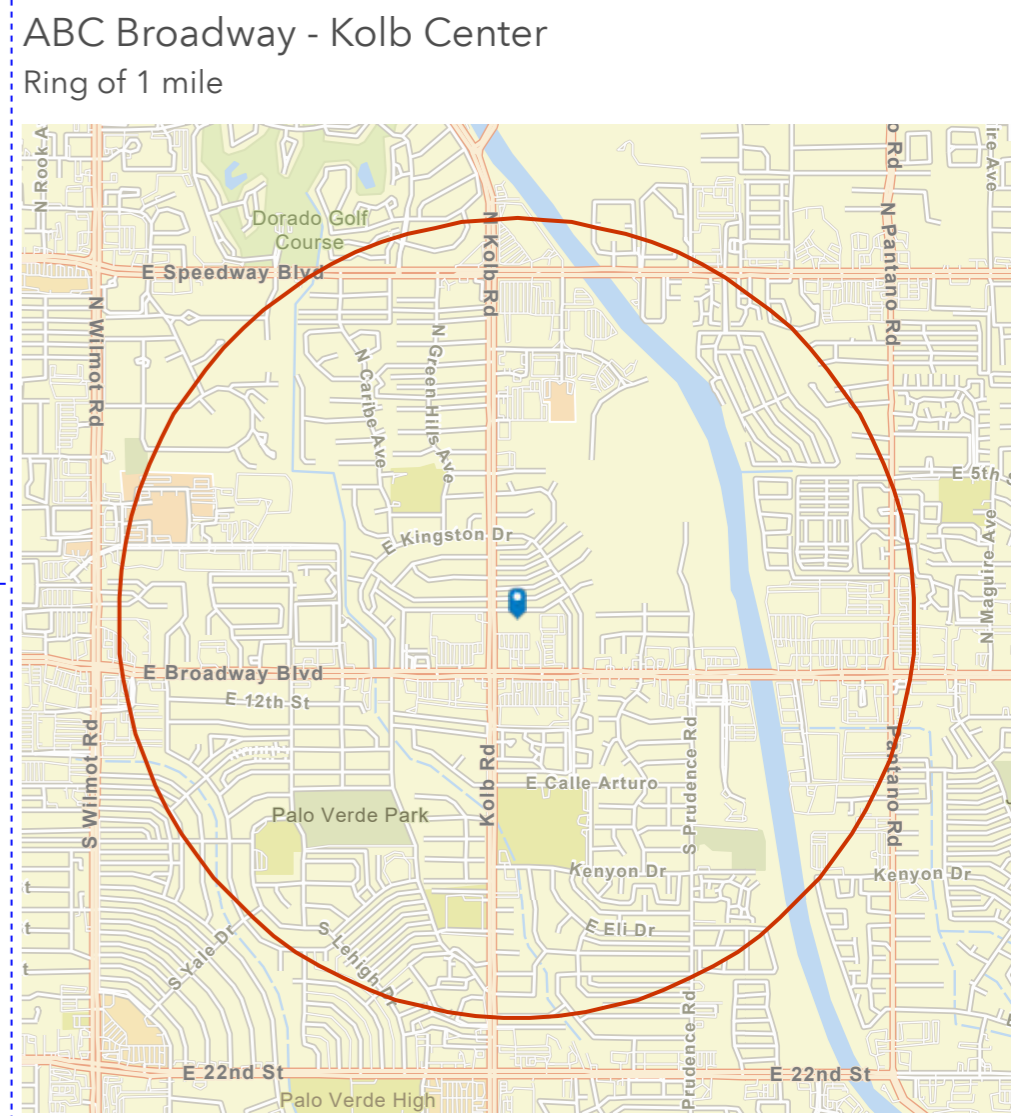 ABC Broadway - Kolb Center
Ring of 1 mile
N Rook A
o Rd
ire Ave
Dorado Golf
Course
N Kolb Rd
N Pantano Rd
E Speedway Blvd
N Wilmot Rd
N Caribe Ave
N Green Hills Ave
E 5th S
N Maguire Ave
E Kingston Dr
E Broadway Blvd
E 12th St
S Wilmot Rd
Kolb Rd
S Prudence Rd
Pantano Rd
E Calle Arturo
Palo Verde Park
Kenyon Dr
Kenyon Dr
t
t
t
S Yale Dr
S Lehigh Dr
E Eli Dr
Prudence Rd
E
E 22nd St
E 22nd St
Palo Verde High